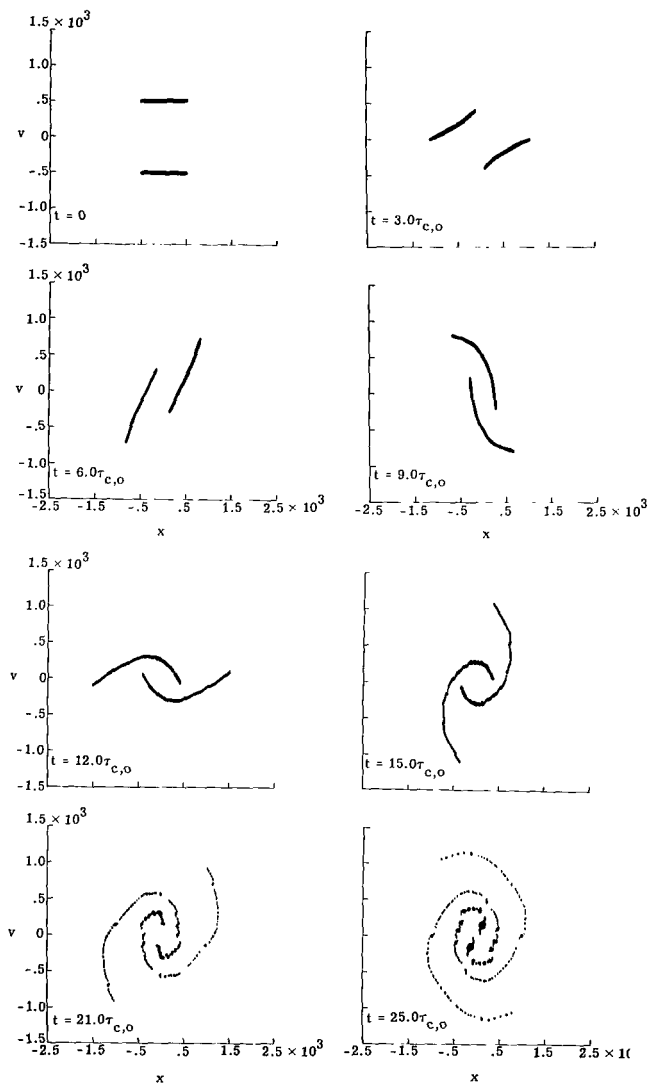 1.5 × 10³
1.0
.5
v 0
-.5
-1.0
-1.5
t = 0
t = 3.0τc,o
1.5 × 10³
1.0
.5
v 0
-.5
-1.0
-1.5
t = 6.0τc,o
t = 9.0τc,o
-2.5 -1.5 -.5 .5 1.5 2.5 × 10³
x
-2.5 -1.5 -.5 .5 1.5 2.5 × 10³
x
1.5 × 10³
1.0
.5
v 0
-.5
-1.0
-1.5
t = 12.0τc,o
t = 15.0τc,o
1.5 × 10³
1.0
.5
v 0
-.5
-1.0
-1.5
t = 21.0τc,o
t = 25.0τc,o
-2.5 -1.5 -.5 .5 1.5 2.5 × 10³
x
-2.5 -1.5 -.5 .5 1.5 2.5 × 1(
x